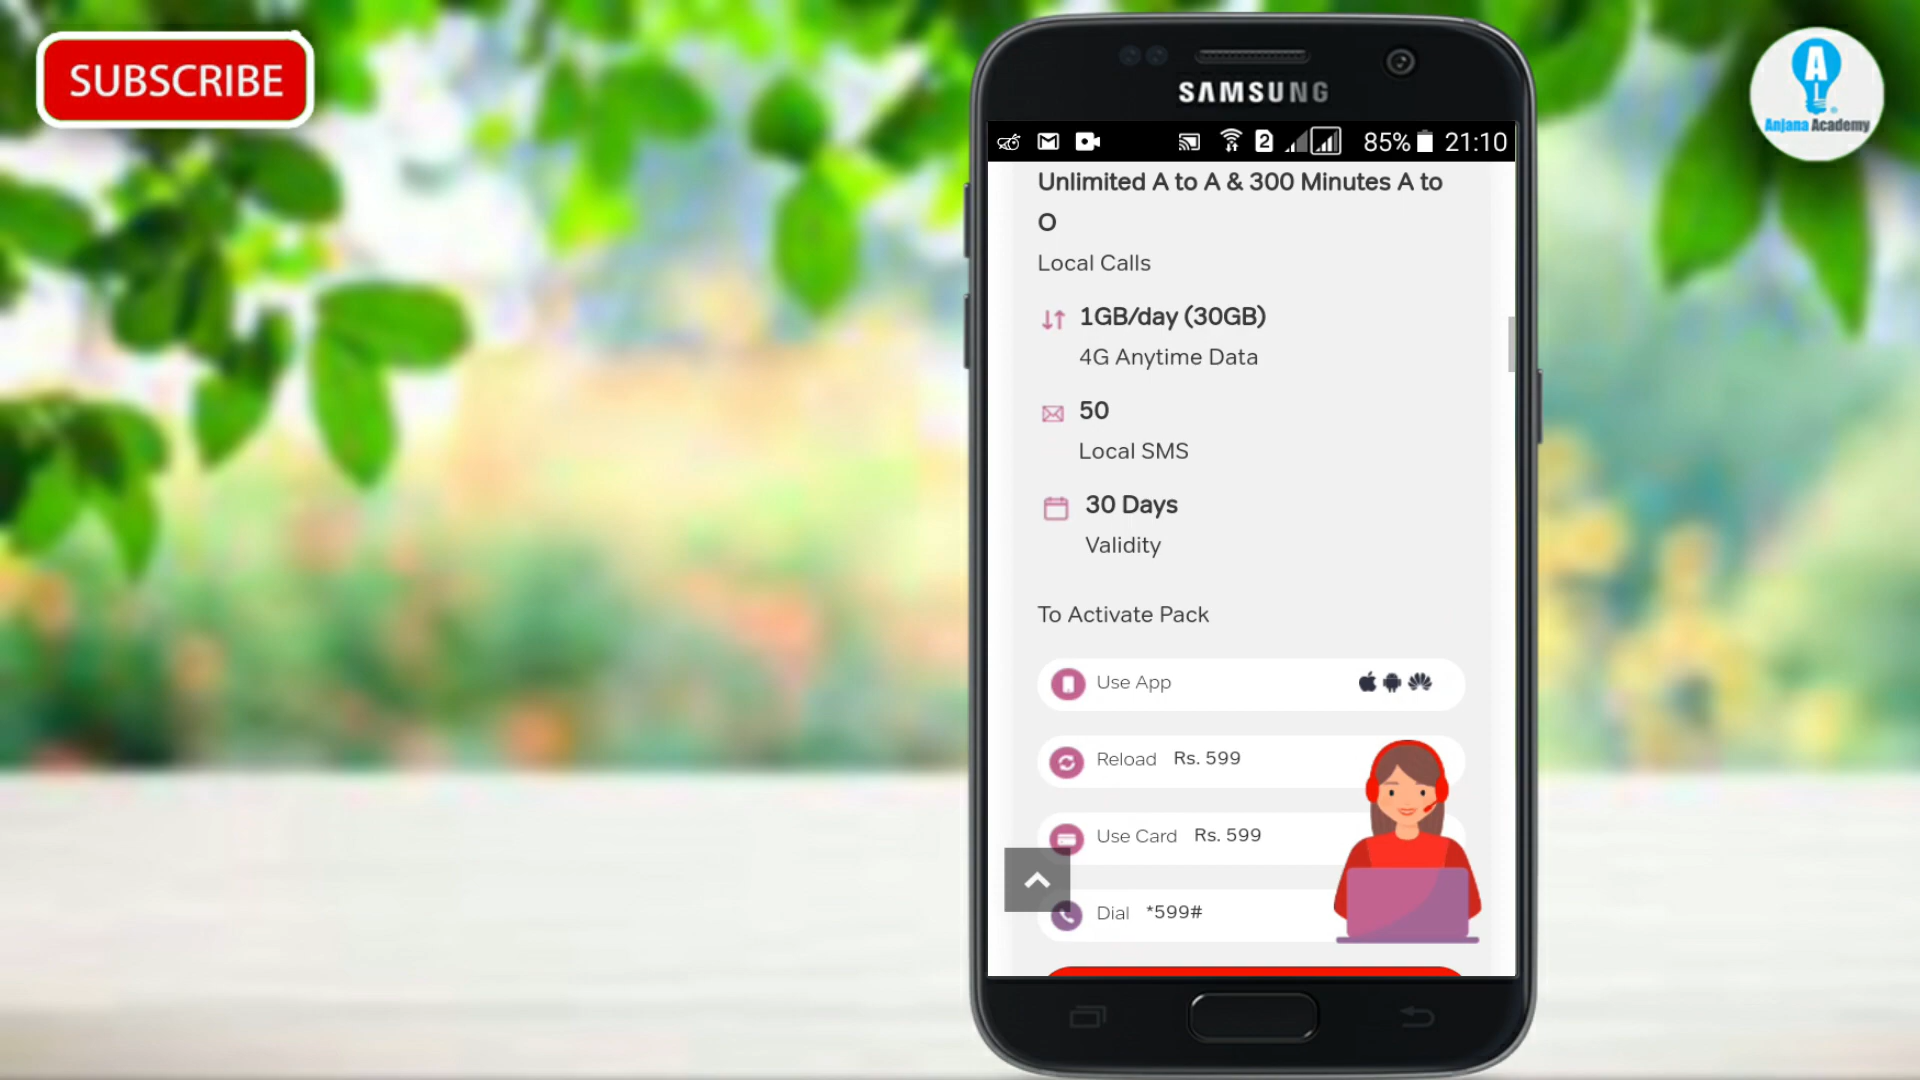 SUBSCRIBE
SAMSUNG
2 85% 21:10
Unlimited A to A & 300 Minutes A to
O
Local Calls
1GB/day (30GB)
4G Anytime Data
50
Local SMS
30 Days
Validity
To Activate Pack
Use App
Reload Rs. 599
Use Card Rs. 599
Dial *599#
A
L
Anjana Academy